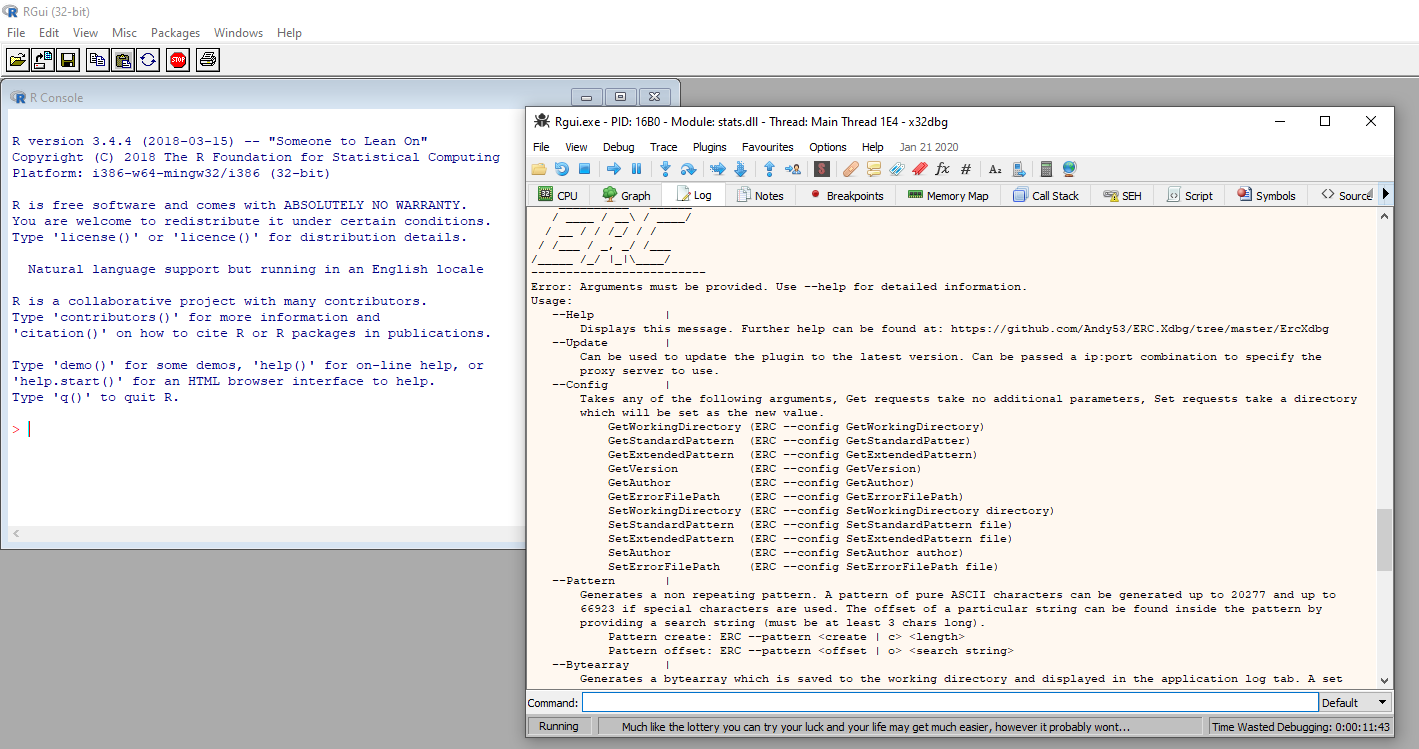 RGui (32-bit)
File Edit View Misc Packages Windows Help
STOP
R Console
R version 3.4.4 (2018-03-15) -- "Someone to Lean On"
Copyright (C) 2018 The R Foundation for Statistical Computing
Platform: i386-w64-mingw32/i386 (32-bit)
R is free software and comes with ABSOLUTELY NO WARRANTY.
You are welcome to redistribute it under certain conditions.
Type 'license()' or 'licence()' for distribution details.
Natural language support but running in an English locale
R is a collaborative project with many contributors.
Type 'contributors()' for more information and
'citation()' on how to cite R or R packages in publications.
Type 'demo()' for some demos, 'help()' for on-line help, or
'help.start()' for an HTML browser interface to help.
Type 'q()' to quit R.
>
Rgui.exe - PID: 16B0 - Module: stats.dll - Thread: Main Thread 1E4 - x32dbg
File View Debug Trace Plugins Favourites Options Help Jan 21 2020
CPU Graph Log Notes Breakpoints Memory Map Call Stack SEH Script Symbols Source
/ _____ / __\ / ____/
/ __ / / /_/ / /
/ /___ / _, _/ /___
/_____ /_/ |_|\____/
-------------------------
Error: Arguments must be provided. Use --help for detailed information.
Usage:
--Help |
Displays this message. Further help can be found at: https://github.com/Andy53/ERC.Xdbg/tree/master/ErcXdbg
--Update |
Can be used to update the plugin to the latest version. Can be passed a ip:port combination to specify the
proxy server to use.
--Config |
Takes any of the following arguments, Get requests take no additional parameters, Set requests take a directory
which will be set as the new value.
GetWorkingDirectory (ERC --config GetWorkingDirectory)
GetStandardPattern (ERC --config GetStandardPatter)
GetExtendedPattern (ERC --config GetExtendedPattern)
GetVersion (ERC --config GetVersion)
GetAuthor (ERC --config GetAuthor)
GetErrorFilePath (ERC --config GetErrorFilePath)
SetWorkingDirectory (ERC --config SetWorkingDirectory directory)
SetStandardPattern (ERC --config SetStandardPattern file)
SetExtendedPattern (ERC --config SetExtendedPattern file)
SetAuthor (ERC --config SetAuthor author)
SetErrorFilePath (ERC --config SetErrorFilePath file)
--Pattern |
Generates a non repeating pattern. A pattern of pure ASCII characters can be generated up to 20277 and up to
66923 if special characters are used. The offset of a particular string can be found inside the pattern by
providing a search string (must be at least 3 chars long).
Pattern create: ERC --pattern <create | c> <length>
Pattern offset: ERC --pattern <offset | o> <search string>
--Bytearray |
Generates a bytearray which is saved to the working directory and displayed in the application log tab. A set
Command: Default
Running Much like the lottery you can try your luck and your life may get much easier, however it probably wont... Time Wasted Debugging: 0:00:11:43